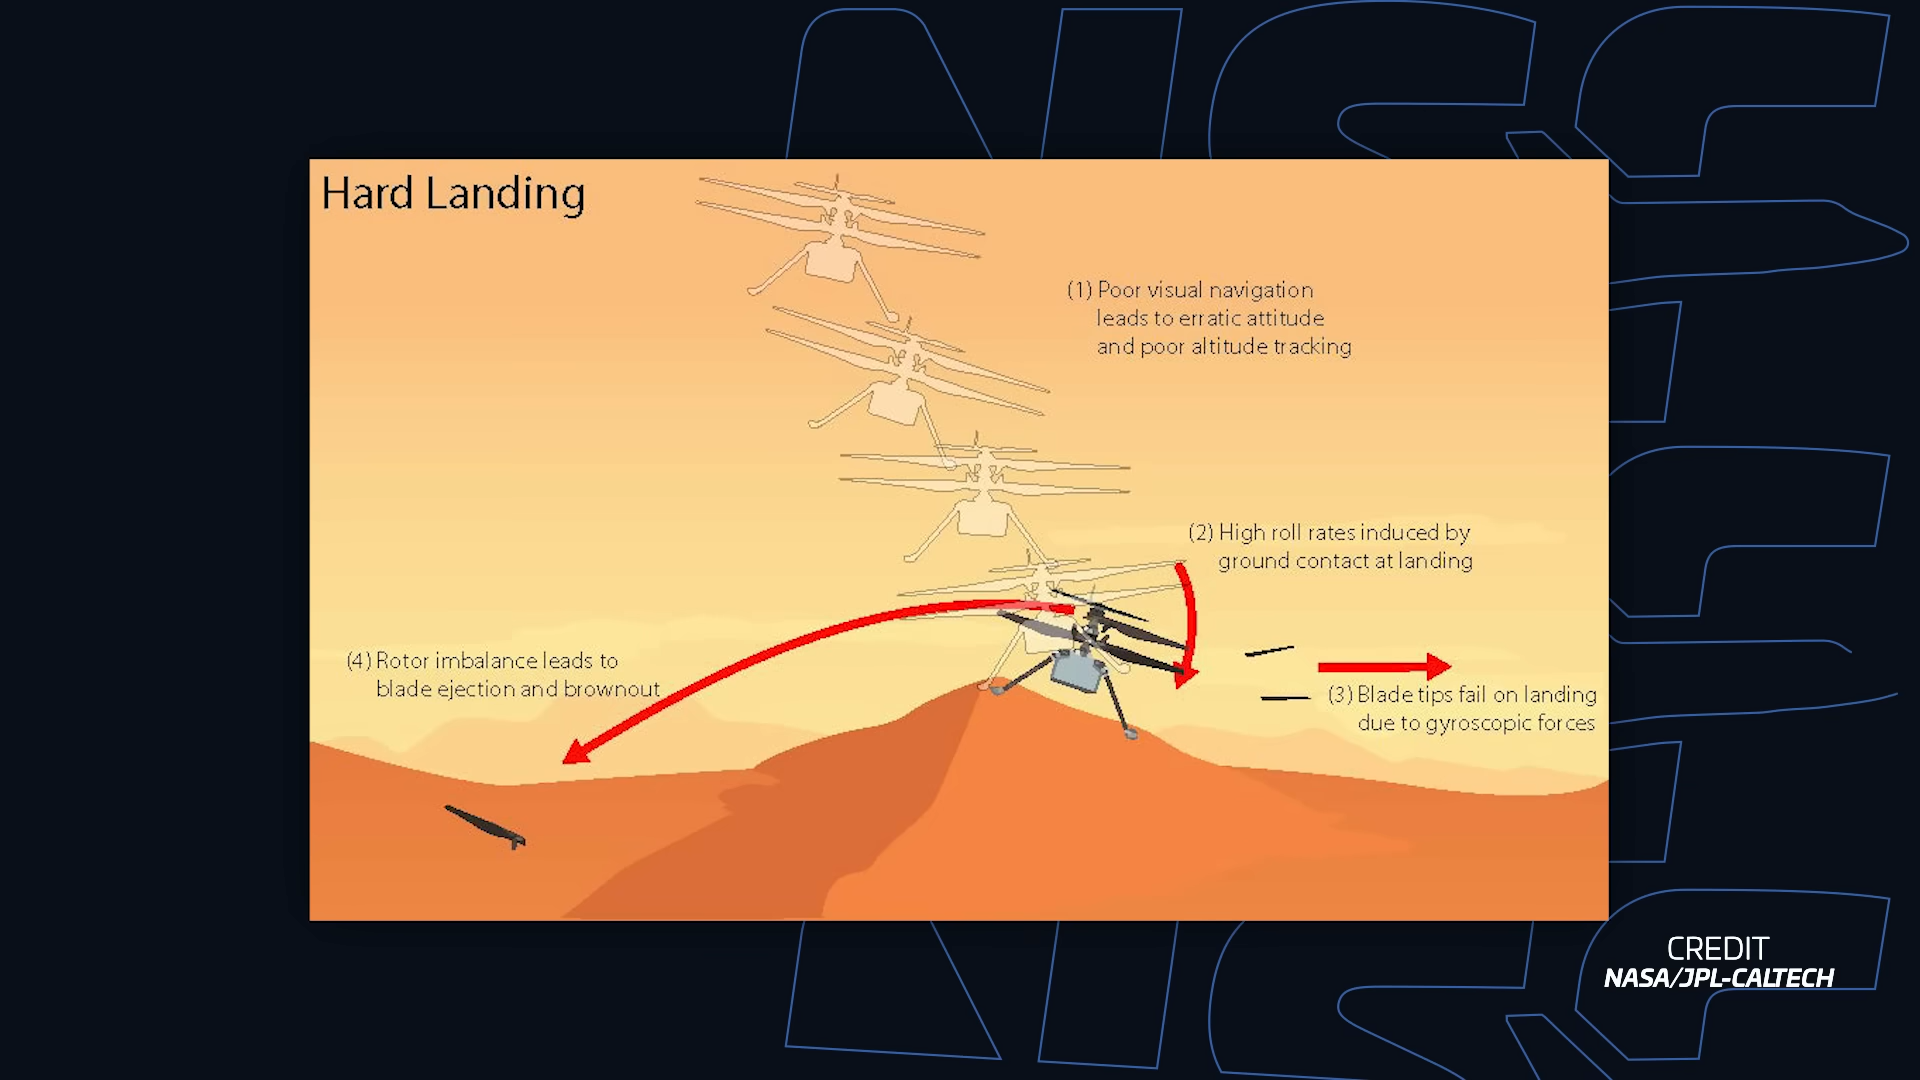 Hard Landing
(1) Poor visual navigation
leads to erratic attitude
and poor altitude tracking
(2) High roll rates induced by
ground contact at landing
(3) Blade tips fail on landing
due to gyroscopic forces
(4) Rotor imbalance leads to
blade ejection and brownout
CREDIT
NASA/JPL-CALTECH